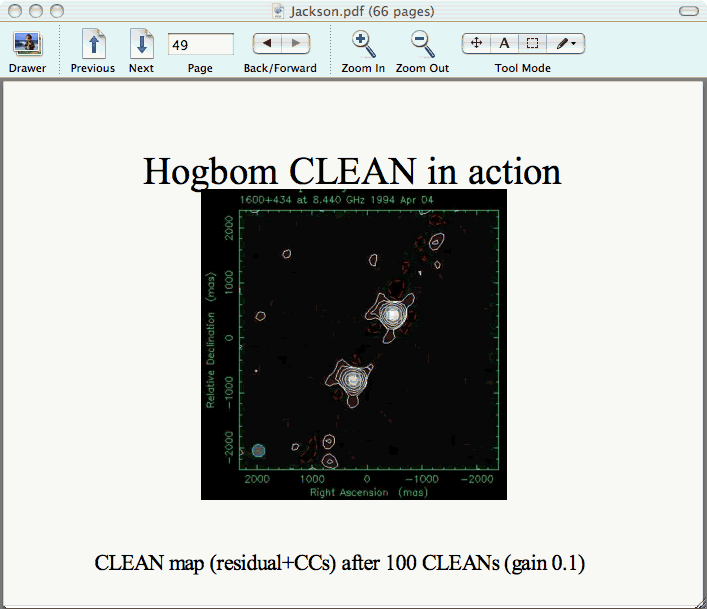 Jackson.pdf (66 pages)
49
A
Drawer Previous Next Page Back/Forward Zoom In Zoom Out Tool Mode
Hogbom CLEAN in action
1600+434 at 8.440 GHz 1994 Apr 04
2000
1000
0
-1000
-2000
Relative Declination (mas)
2000 1000 0 -1000 -2000
Right Ascension (mas)
CLEAN map (residual+CCs) after 100 CLEANs (gain 0.1)